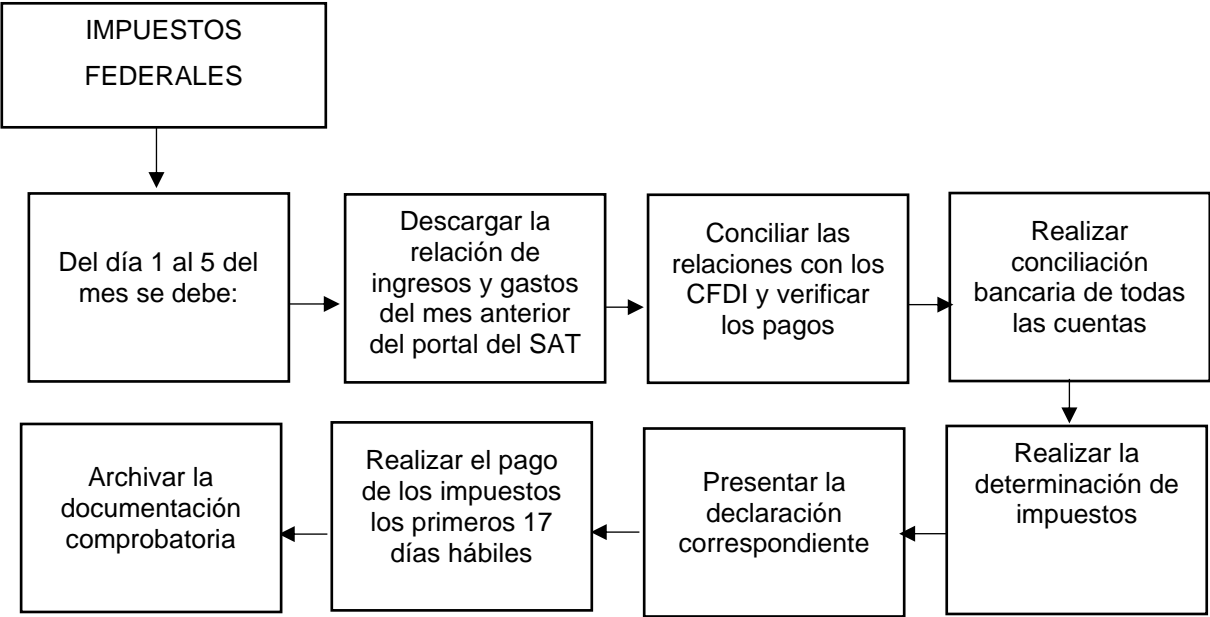 IMPUESTOS
FEDERALES
Del día 1 al 5 del
mes se debe:
Descargar la
relación de
ingresos y gastos
del mes anterior
del portal del SAT
Conciliar las
relaciones con los
CFDI y verificar
los pagos
Realizar
conciliación
bancaria de todas
las cuentas
Realizar la
determinación de
impuestos
Presentar la
declaración
correspondiente
Realizar el pago
de los impuestos
los primeros 17
días hábiles
Archivar la
documentación
comprobatoria